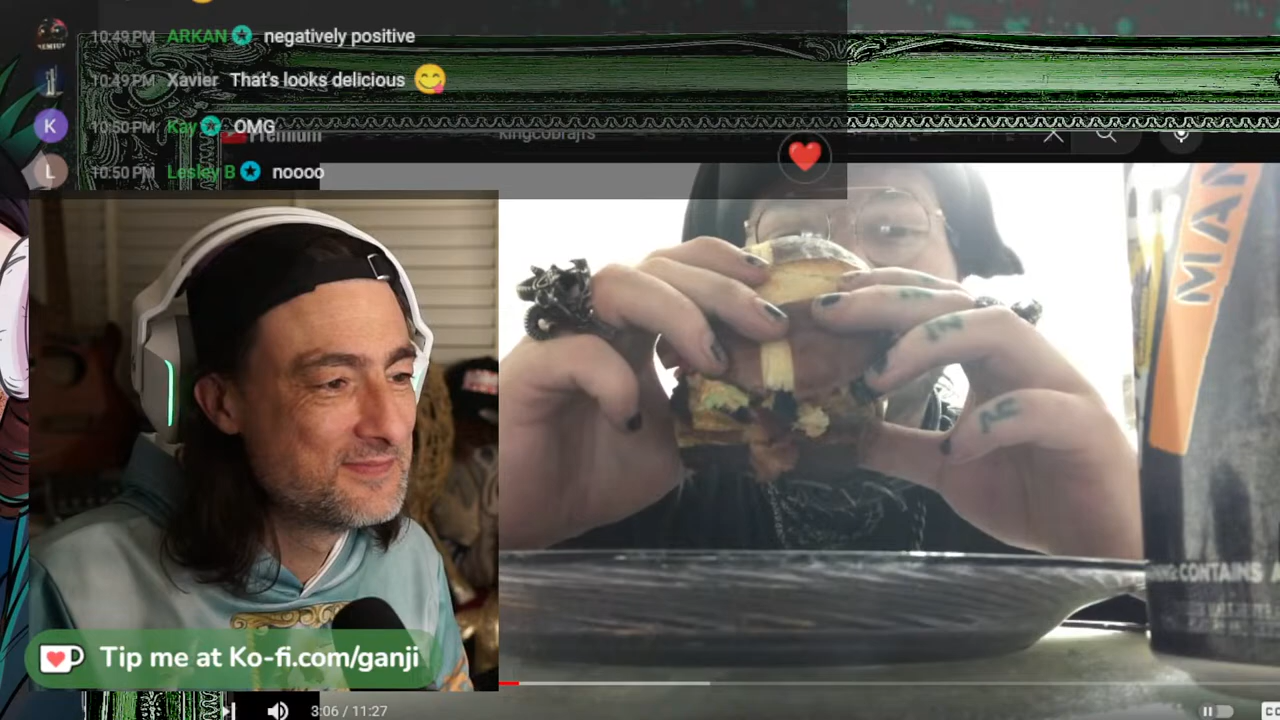 10:49 PM ARKAN negatively positive
10:49 PM Xavier That's looks delicious 😋
K 10:50 PM Kay OMG
Premium kingcobrajfs
L 10:50 PM Lesley B noooo
MAN
CONTAINS
Tip me at Ko-fi.com/ganji
3:06 / 11:27